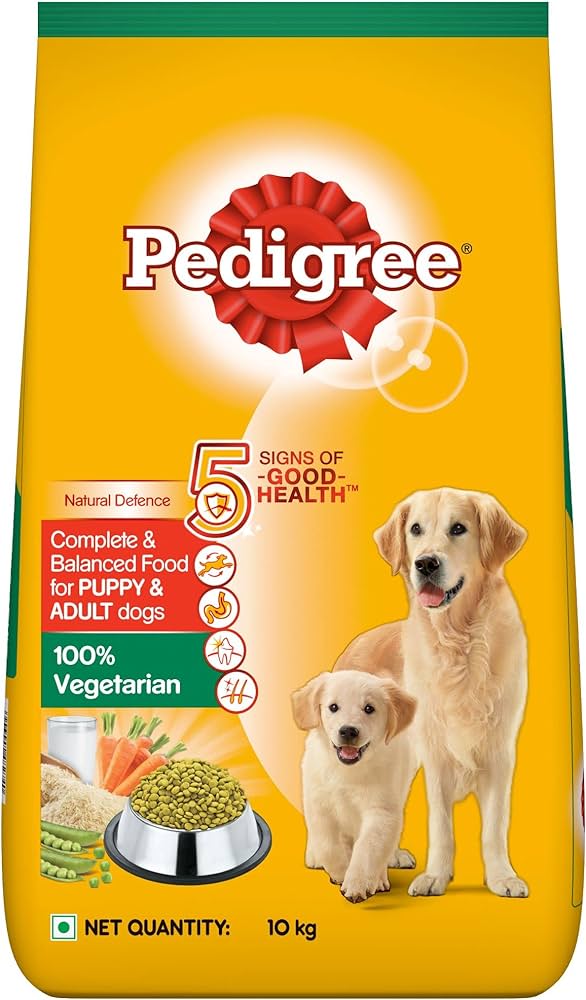 Pedigree®
5 SIGNS OF
-GOOD-
HEALTH™
Natural Defence
Complete &
Balanced Food
for PUPPY &
ADULT dogs
100%
Vegetarian
NET QUANTITY: 10 kg